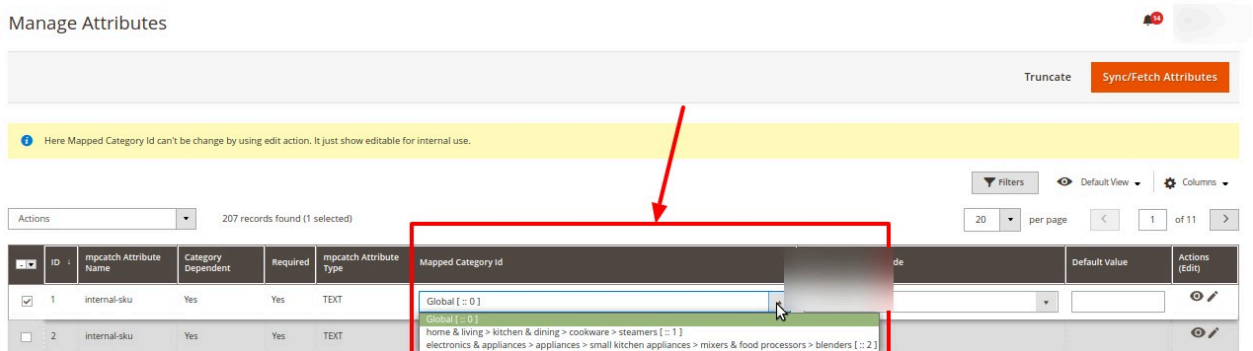 Manage Attributes
14
Truncate
Sync/Fetch Attributes
Here Mapped Category Id can't be change by using edit action. It just show editable for internal use.
Filters
Default View
Columns
Actions
207 records found (1 selected)
20
per page
1
of 11
ID
mpcatch Attribute Name
Category Dependent
Required
mpcatch Attribute Type
Mapped Category Id
de
Default Value
Actions (Edit)
1
internal-sku
Yes
Yes
TEXT
Global [ :: 0 ]
Global [ :: 0 ]
home & living > kitchen & dining > cookware > steamers [ :: 1 ]
electronics & appliances > appliances > small kitchen appliances > mixers & food processors > blenders [ :: 2 ]
2
internal-sku
Yes
Yes
TEXT